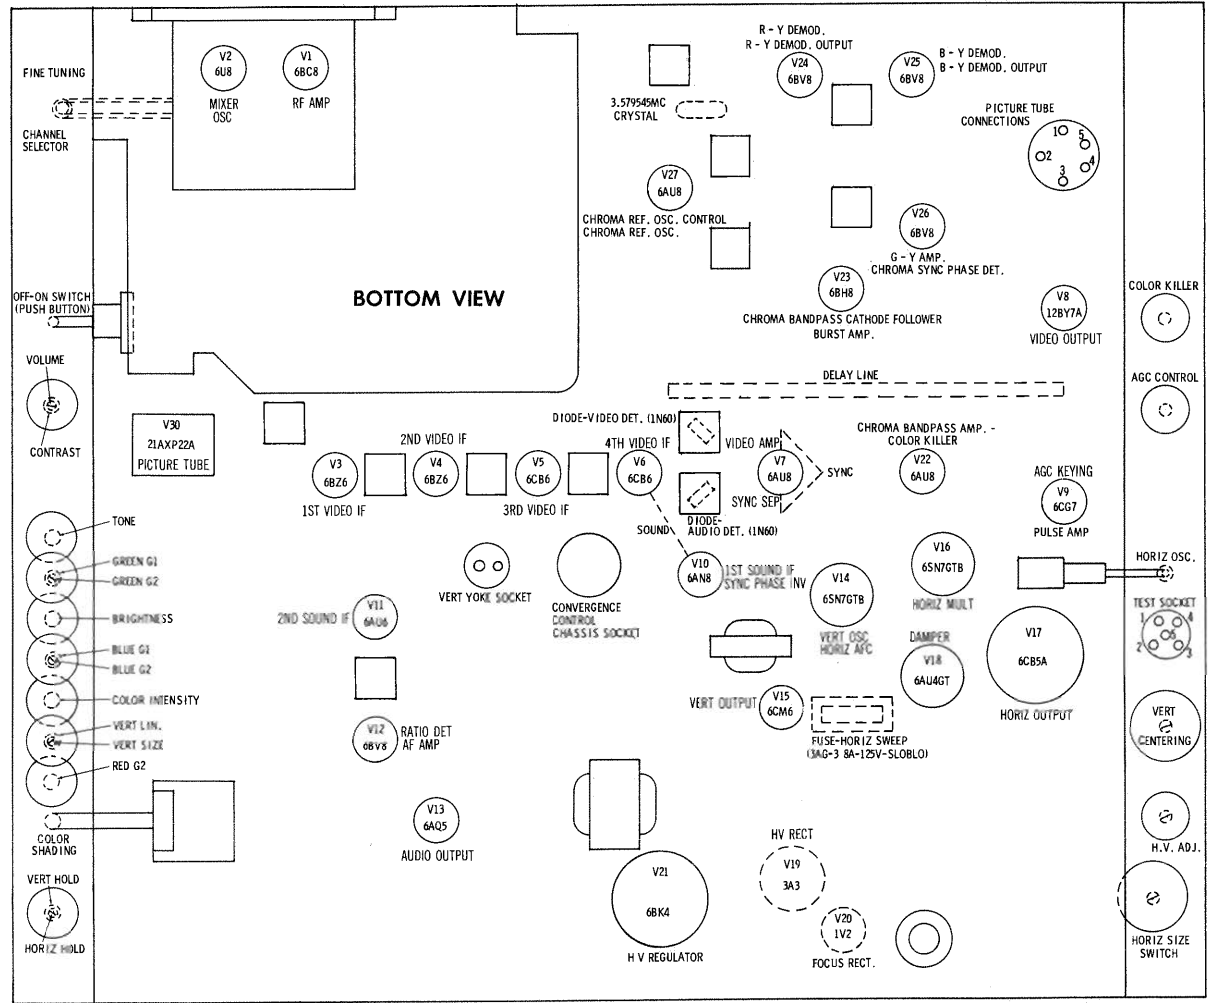 R - Y DEMOD.
R - Y DEMOD. OUTPUT
V24
6BV8
V25
6BV8
B - Y DEMOD.
B - Y DEMOD. OUTPUT
V2
6U8
MIXER
OSC
V1
6BC8
RF AMP
FINE TUNING
CHANNEL
SELECTOR
3.579545MC
CRYSTAL
PICTURE TUBE
CONNECTIONS
1
5
2
4
3
V27
6AU8
CHROMA REF. OSC. CONTROL
CHROMA REF. OSC.
V26
6BV8
G - Y AMP.
CHROMA SYNC PHASE DET.
V23
6BH8
CHROMA BANDPASS CATHODE FOLLOWER
BURST AMP.
V8
12BY7A
VIDEO OUTPUT
COLOR KILLER
OFF-ON SWITCH
(PUSH BUTTON)
BOTTOM VIEW
VOLUME
CONTRAST
DELAY LINE
AGC CONTROL
V30
21AXP22A
PICTURE TUBE
DIODE-VIDEO DET. (1N60)
2ND VIDEO IF
4TH VIDEO IF
VIDEO AMP
V3
6BZ6
1ST VIDEO IF
V4
6BZ6
V5
6CB6
3RD VIDEO IF
V6
6CB6
V7
6AU8
SYNC
SYNC SEP
CHROMA BANDPASS AMP. -
COLOR KILLER
V22
6AU8
AGC KEYING
V9
6CG7
PULSE AMP
DIODE-
AUDIO DET. (1N60)
SOUND
TONE
GREEN G1
GREEN G2
BRIGHTNESS
BLUE G1
BLUE G2
COLOR INTENSITY
VERT LIN.
VERT SIZE
RED G2
COLOR
SHADING
VERT HOLD
HORIZ HOLD
VERT YOKE SOCKET
CONVERGENCE
CONTROL
CHASSIS SOCKET
V10
6AN8
1ST SOUND IF
SYNC PHASE INV
V14
6SN7GTB
VERT OSC
HORIZ AFC
V16
6SN7GTB
HORIZ MULT
HORIZ OSC.
TEST SOCKET
1
4
5
2
3
2ND SOUND IF
V11
6AU6
DAMPER
V18
6AU4GT
V17
6CB5A
HORIZ OUTPUT
VERT OUTPUT
V15
6CM6
FUSE-HORIZ SWEEP
(3AG-3 8A-125V-SLOBLO)
V12
6BV8
RATIO DET
AF AMP
VERT
CENTERING
V13
6AQ5
AUDIO OUTPUT
H.V. ADJ.
HV RECT
V19
3A3
V21
6BK4
H V REGULATOR
V20
1V2
FOCUS RECT.
HORIZ SIZE
SWITCH